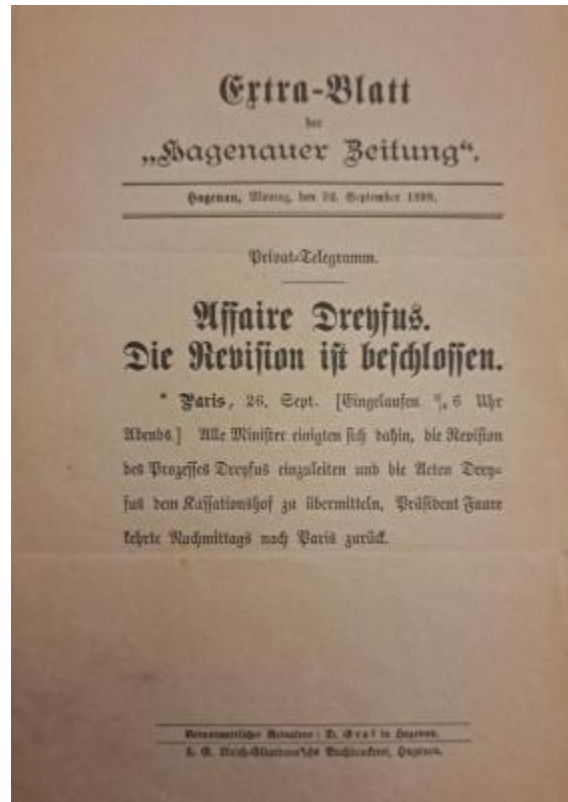 Extra-Blatt
der
„Hagenauer Zeitung“.
Hagenau, Montag, den 26. September 1898.
Privat-Telegramm.
Affaire Dreyfus.
Die Revision ist beschlossen.
* Paris, 26. Sept. [Eingelaufen 6 Uhr
Abends.] Alle Minister einigten sich dahin, die Revision
des Prozesses Dreyfus einzuleiten und die Acten Drey-
fus dem Kassationshof zu übermitteln, Präsident Faure
kehrte Nachmittags nach Paris zurück.
Verantwortlicher Redakteur: D. Graf in Hagenau.
Buchdruckerei, Hagenau.